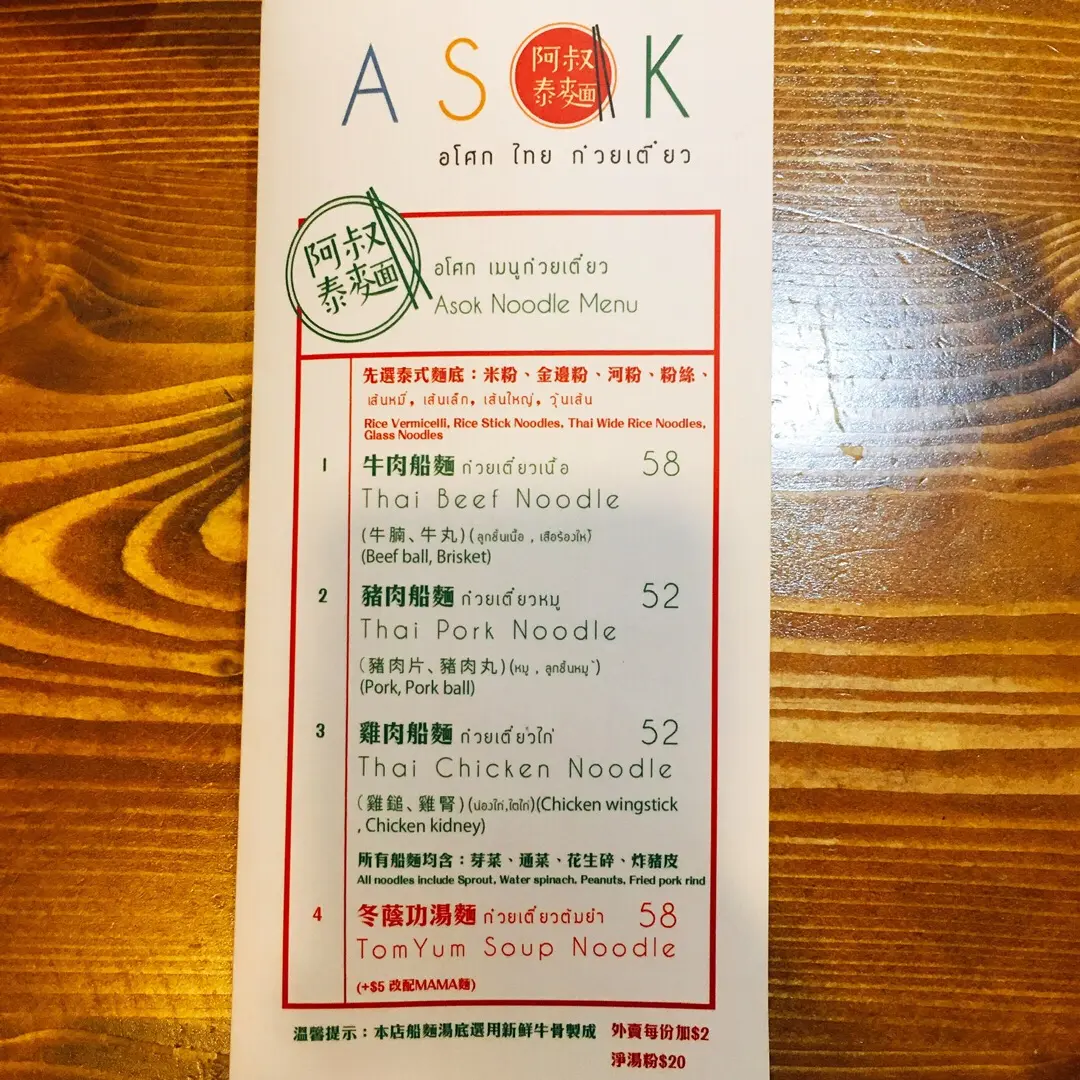 ASOK
阿叔
泰麵
อโศก ไทย ก๋วยเตี๋ยว
阿叔
泰麵
อโศก เมนูก๋วยเตี๋ยว
Asok Noodle Menu
先選泰式麵底：米粉、金邊粉、河粉、粉絲、
เส้นหมี่, เส้นเล็ก, เส้นใหญ่, วุ้นเส้น
Rice Vermicelli, Rice Stick Noodles, Thai Wide Rice Noodles,
Glass Noodles
1 牛肉船麵 ก๋วยเตี๋ยวเนื้อ 58
Thai Beef Noodle
(牛腩、牛丸) (ลูกชิ้นเนื้อ , เสือร้องไห้)
(Beef ball, Brisket)
2 豬肉船麵 ก๋วยเตี๋ยวหมู 52
Thai Pork Noodle
(豬肉片、豬肉丸) (หมู , ลูกชิ้นหมู)
(Pork, Pork ball)
3 雞肉船麵 ก๋วยเตี๋ยวไก่ 52
Thai Chicken Noodle
(雞鎚、雞腎) (น่องไก่,ไตไก่)(Chicken wingstick
, Chicken kidney)
所有船麵均含：芽菜、通菜、花生碎、炸豬皮
All noodles include Sprout, Water spinach, Peanuts, Fried pork rind
4 冬蔭功湯麵 ก๋วยเตี๋ยวต้มยำ 58
TomYum Soup Noodle
(+$5 改配MAMA麵)
溫馨提示：本店船麵湯底選用新鮮牛骨製成 外賣每份加$2
淨湯粉$20